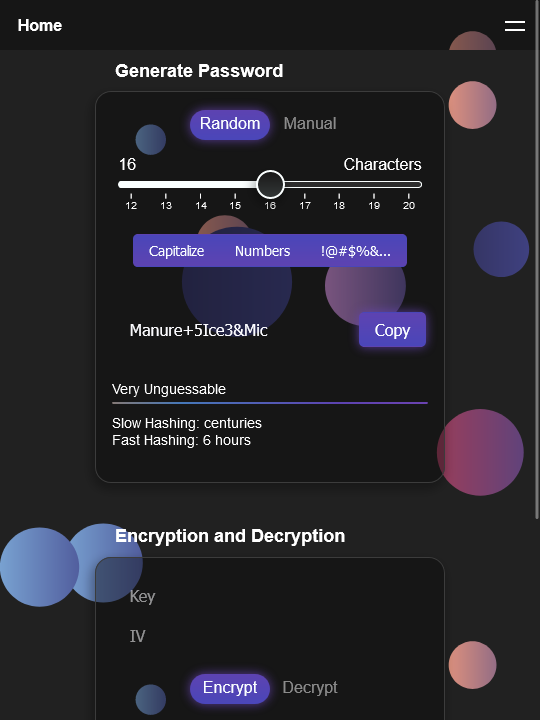 Home
Generate Password
Random Manual
16 Characters
12 13 14 15 16 17 18 19 20
Capitalize Numbers !@#$%&...
Manure+5Ice3&Mic Copy
Very Unguessable
Slow Hashing: centuries
Fast Hashing: 6 hours
Encryption and Decryption
Key
IV
Encrypt Decrypt